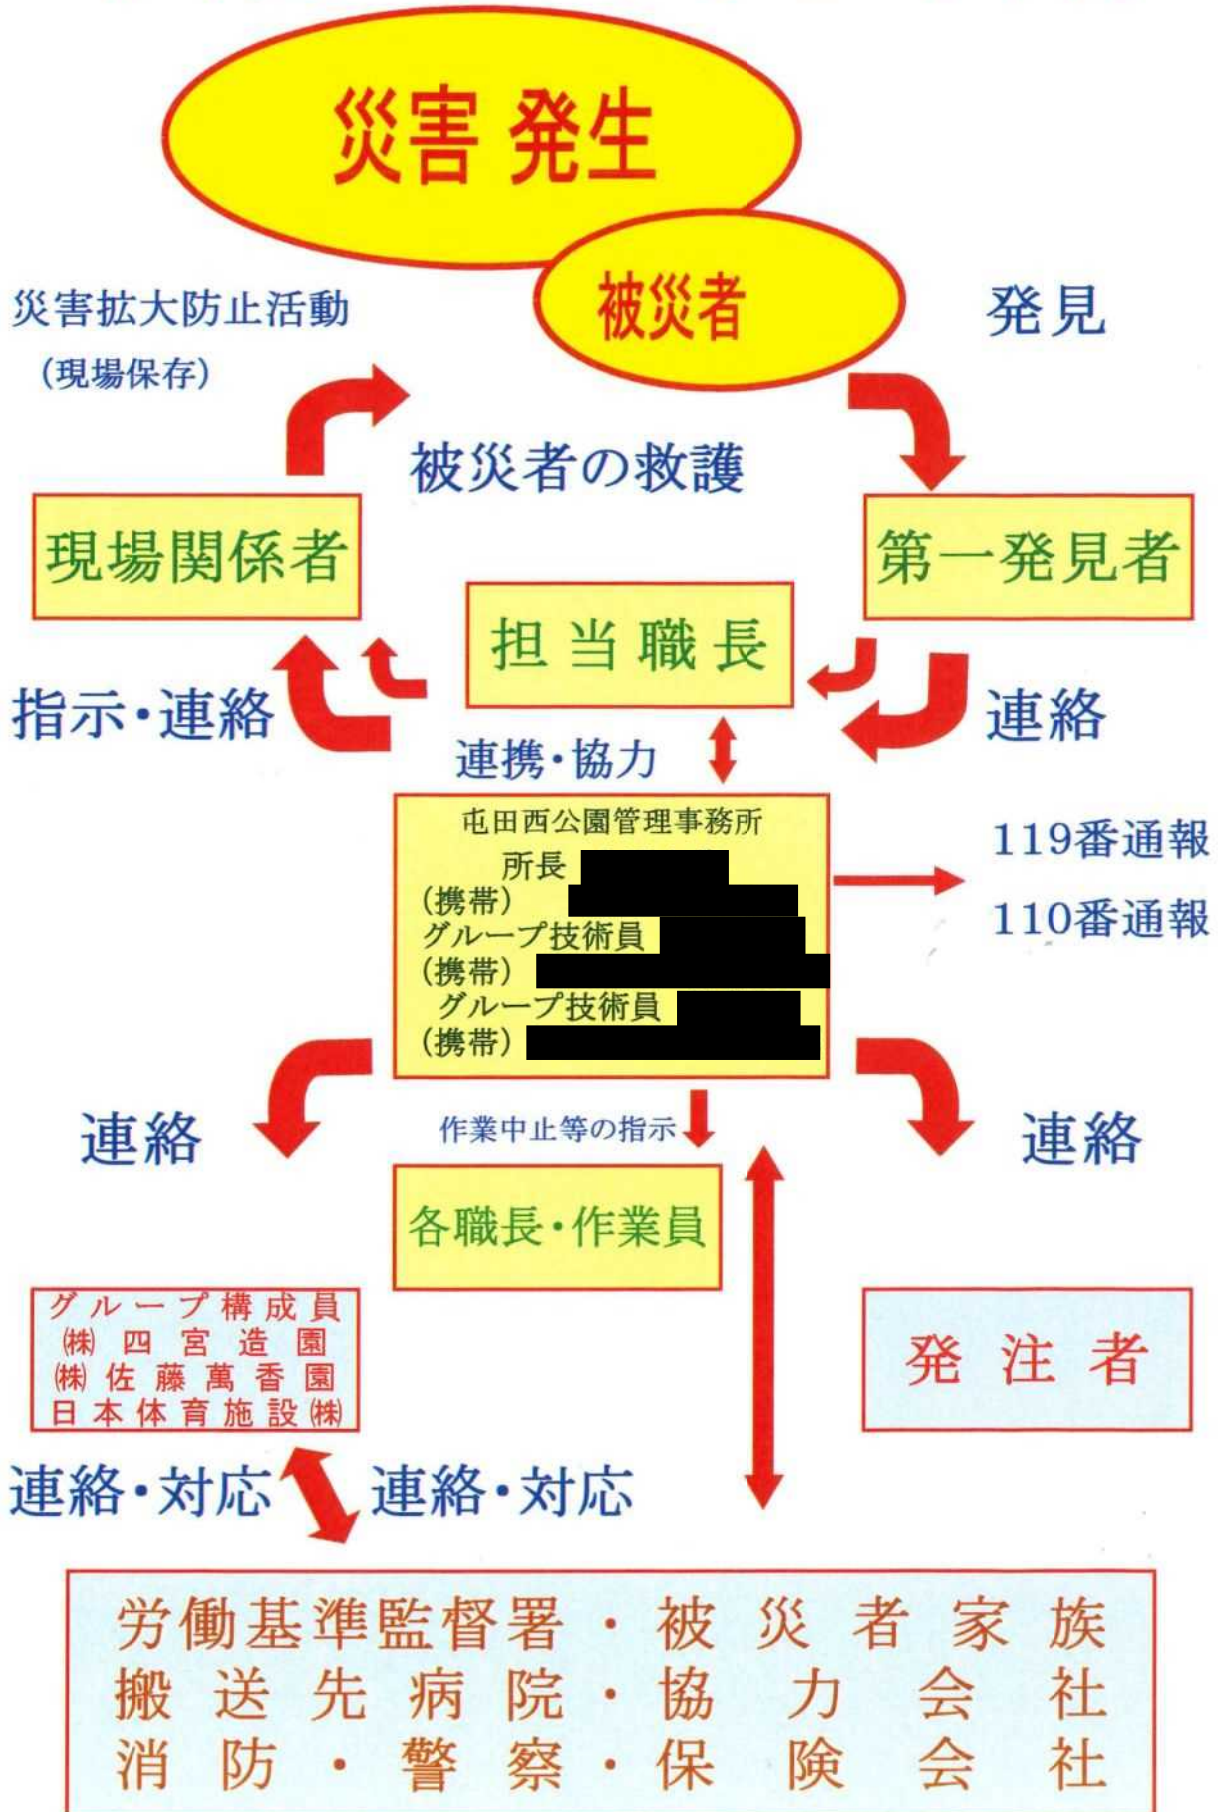 災害 発生
被災者
災害拡大防止活動
(現場保存)
発見
被災者の救護
現場関係者
第一発見者
担当職長
指示・連絡
連絡
連携・協力
屯田西公園管理事務所
所長
(携帯)
グループ技術員
(携帯)
グループ技術員
(携帯)
119番通報
110番通報
連絡
作業中止等の指示
連絡
各職長・作業員
グループ構成員
㈱四宮造園
㈱佐藤萬香園
日本体育施設㈱
発注者
連絡・対応
連絡・対応
労働基準監督署・被災者家族
搬送先病院・協力会社
消防・警察・保険会社